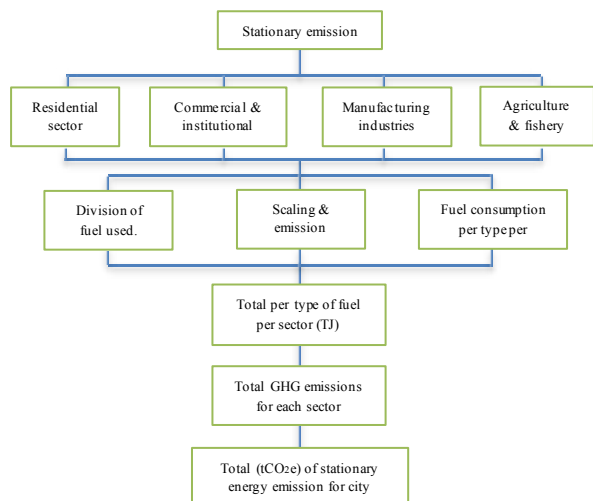 Stationary emission
Residential
sector
Commercial &
institutional
Manufacturing
industries
Agriculture
& fishery
Division of
fuel used.
Scaling &
emission
Fuel consumption
per type per
Total per type of fuel
per sector (TJ)
Total GHG emissions
for each sector
Total (tCO2e) of stationary
energy emission for city